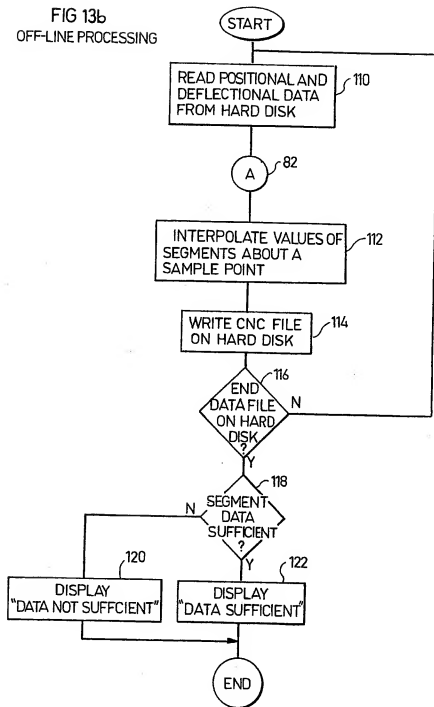 FIG 13b
OFF-LINE PROCESSING
START
READ POSITIONAL AND
DEFLECTIONAL DATA
FROM HARD DISK
110
A
82
INTERPOLATE VALUES OF
SEGMENTS ABOUT A
SAMPLE POINT
112
WRITE CNC FILE
ON HARD DISK
114
116
END
DATA FILE
ON HARD
DISK
?
N
Y
118
SEGMENT
DATA
SUFFICIENT
?
N
Y
120
DISPLAY
"DATA NOT SUFFCIENT"
122
DISPLAY
"DATA SUFFICIENT"
END